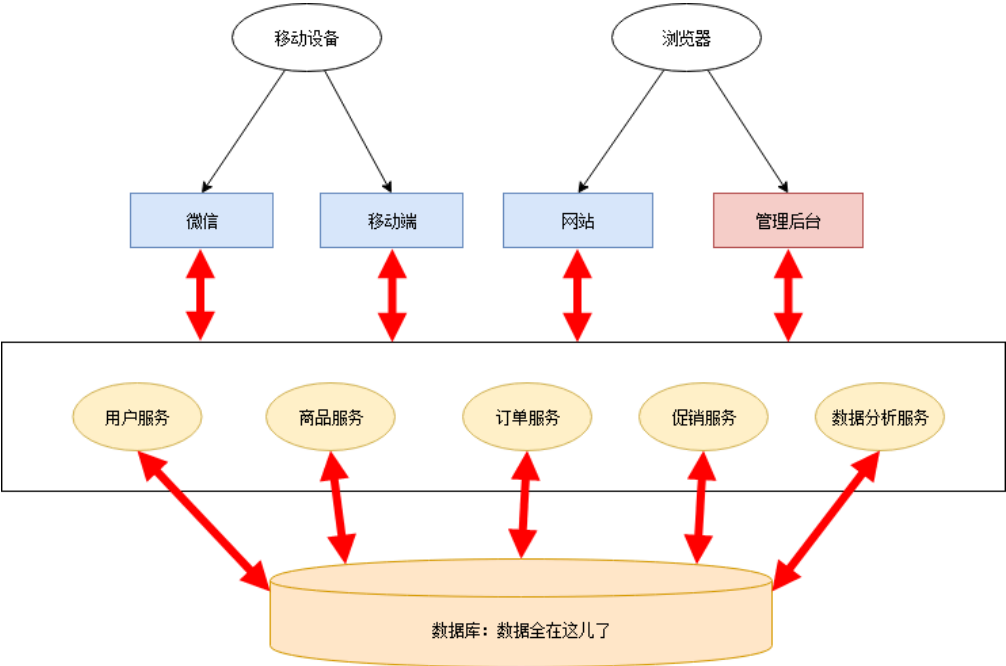 移动设备
浏览器
微信
移动端
网站
管理后台
用户服务
商品服务
订单服务
促销服务
数据分析服务
数据库：数据全在这儿了